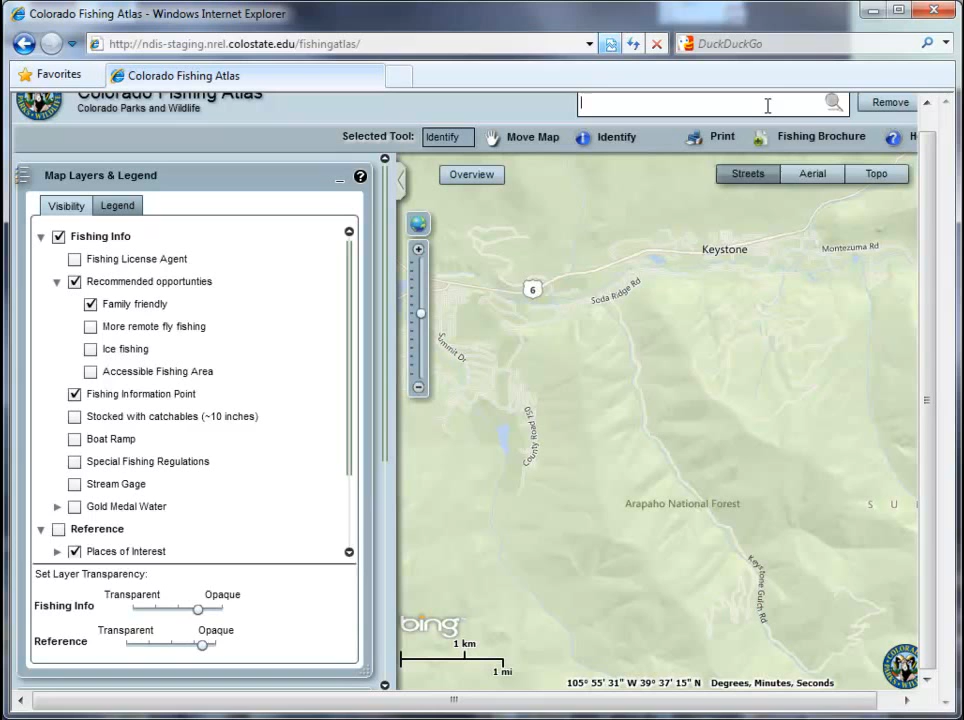 Colorado Fishing Atlas - Windows Internet Explorer
http://ndis-staging.nrel.colostate.edu/fishingatlas/
DuckDuckGo
Favorites
Colorado Fishing Atlas
Colorado Fishing Atlas
Colorado Parks and Wildlife
Remove
Selected Tool: Identify Move Map Identify Print Fishing Brochure H
Map Layers & Legend
Visibility Legend
Fishing Info
Fishing License Agent
Recommended opportunties
Family friendly
More remote fly fishing
Ice fishing
Accessible Fishing Area
Fishing Information Point
Stocked with catchables (~10 inches)
Boat Ramp
Special Fishing Regulations
Stream Gage
Gold Medal Water
Reference
Places of Interest
Set Layer Transparency:
Transparent Opaque
Fishing Info
Transparent Opaque
Reference
Overview
Streets Aerial Topo
Keystone
Montezuma Rd
6
Soda Ridge Rd
Summit Dr
County Road 150
Arapaho National Forest
S U
Keystone Gulch Rd
bing
1 km
1 mi
105° 55' 31" W 39° 37' 15" N Degrees, Minutes, Seconds